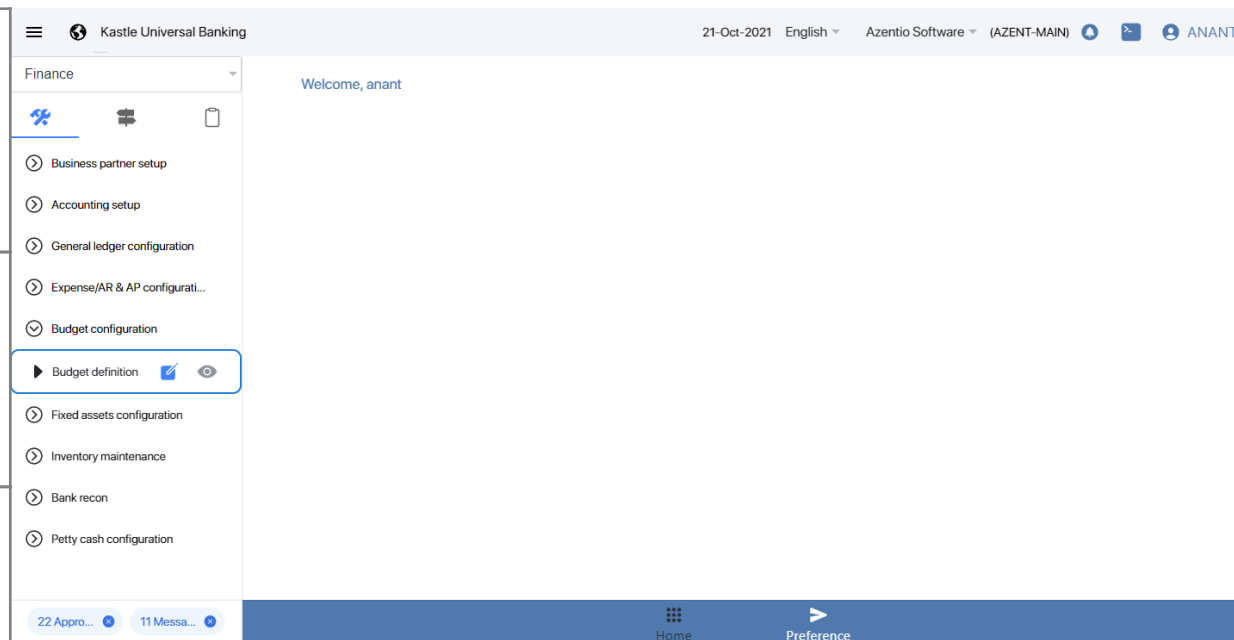 Kastle Universal Banking
21-Oct-2021 English Azentio Software (AZENT-MAIN) ANANT
Finance
Welcome, anant
Business partner setup
Accounting setup
General ledger configuration
Expense/AR & AP configurati...
Budget configuration
Budget definition
Fixed assets configuration
Inventory maintenance
Bank recon
Petty cash configuration
22 Appro... 11 Messa...
Home Preference